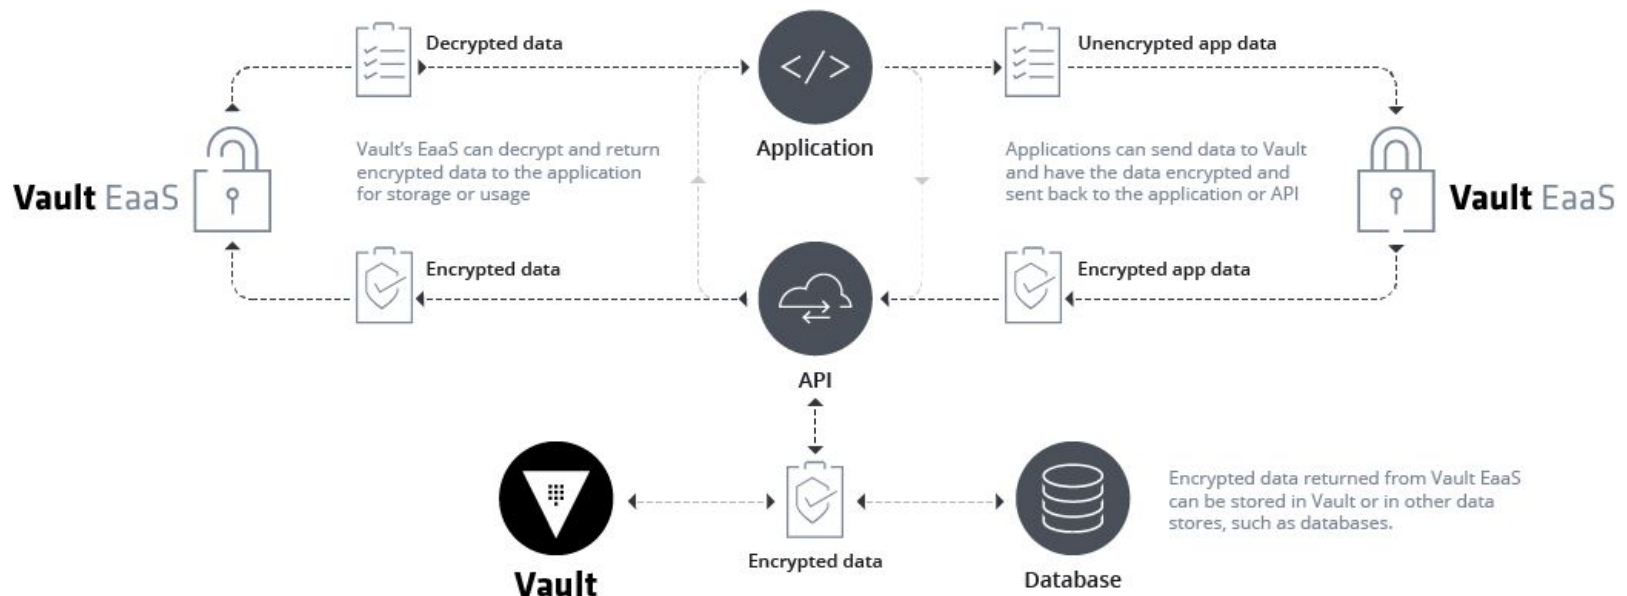 Decrypted data
Unencrypted app data
</>
Application
Vault's EaaS can decrypt and return
encrypted data to the application
for storage or usage
Applications can send data to Vault
and have the data encrypted and
sent back to the application or API
Vault EaaS
Vault EaaS
Encrypted data
Encrypted app data
API
Encrypted data returned from Vault EaaS
can be stored in Vault or in other data
stores, such as databases.
Encrypted data
Vault
Database